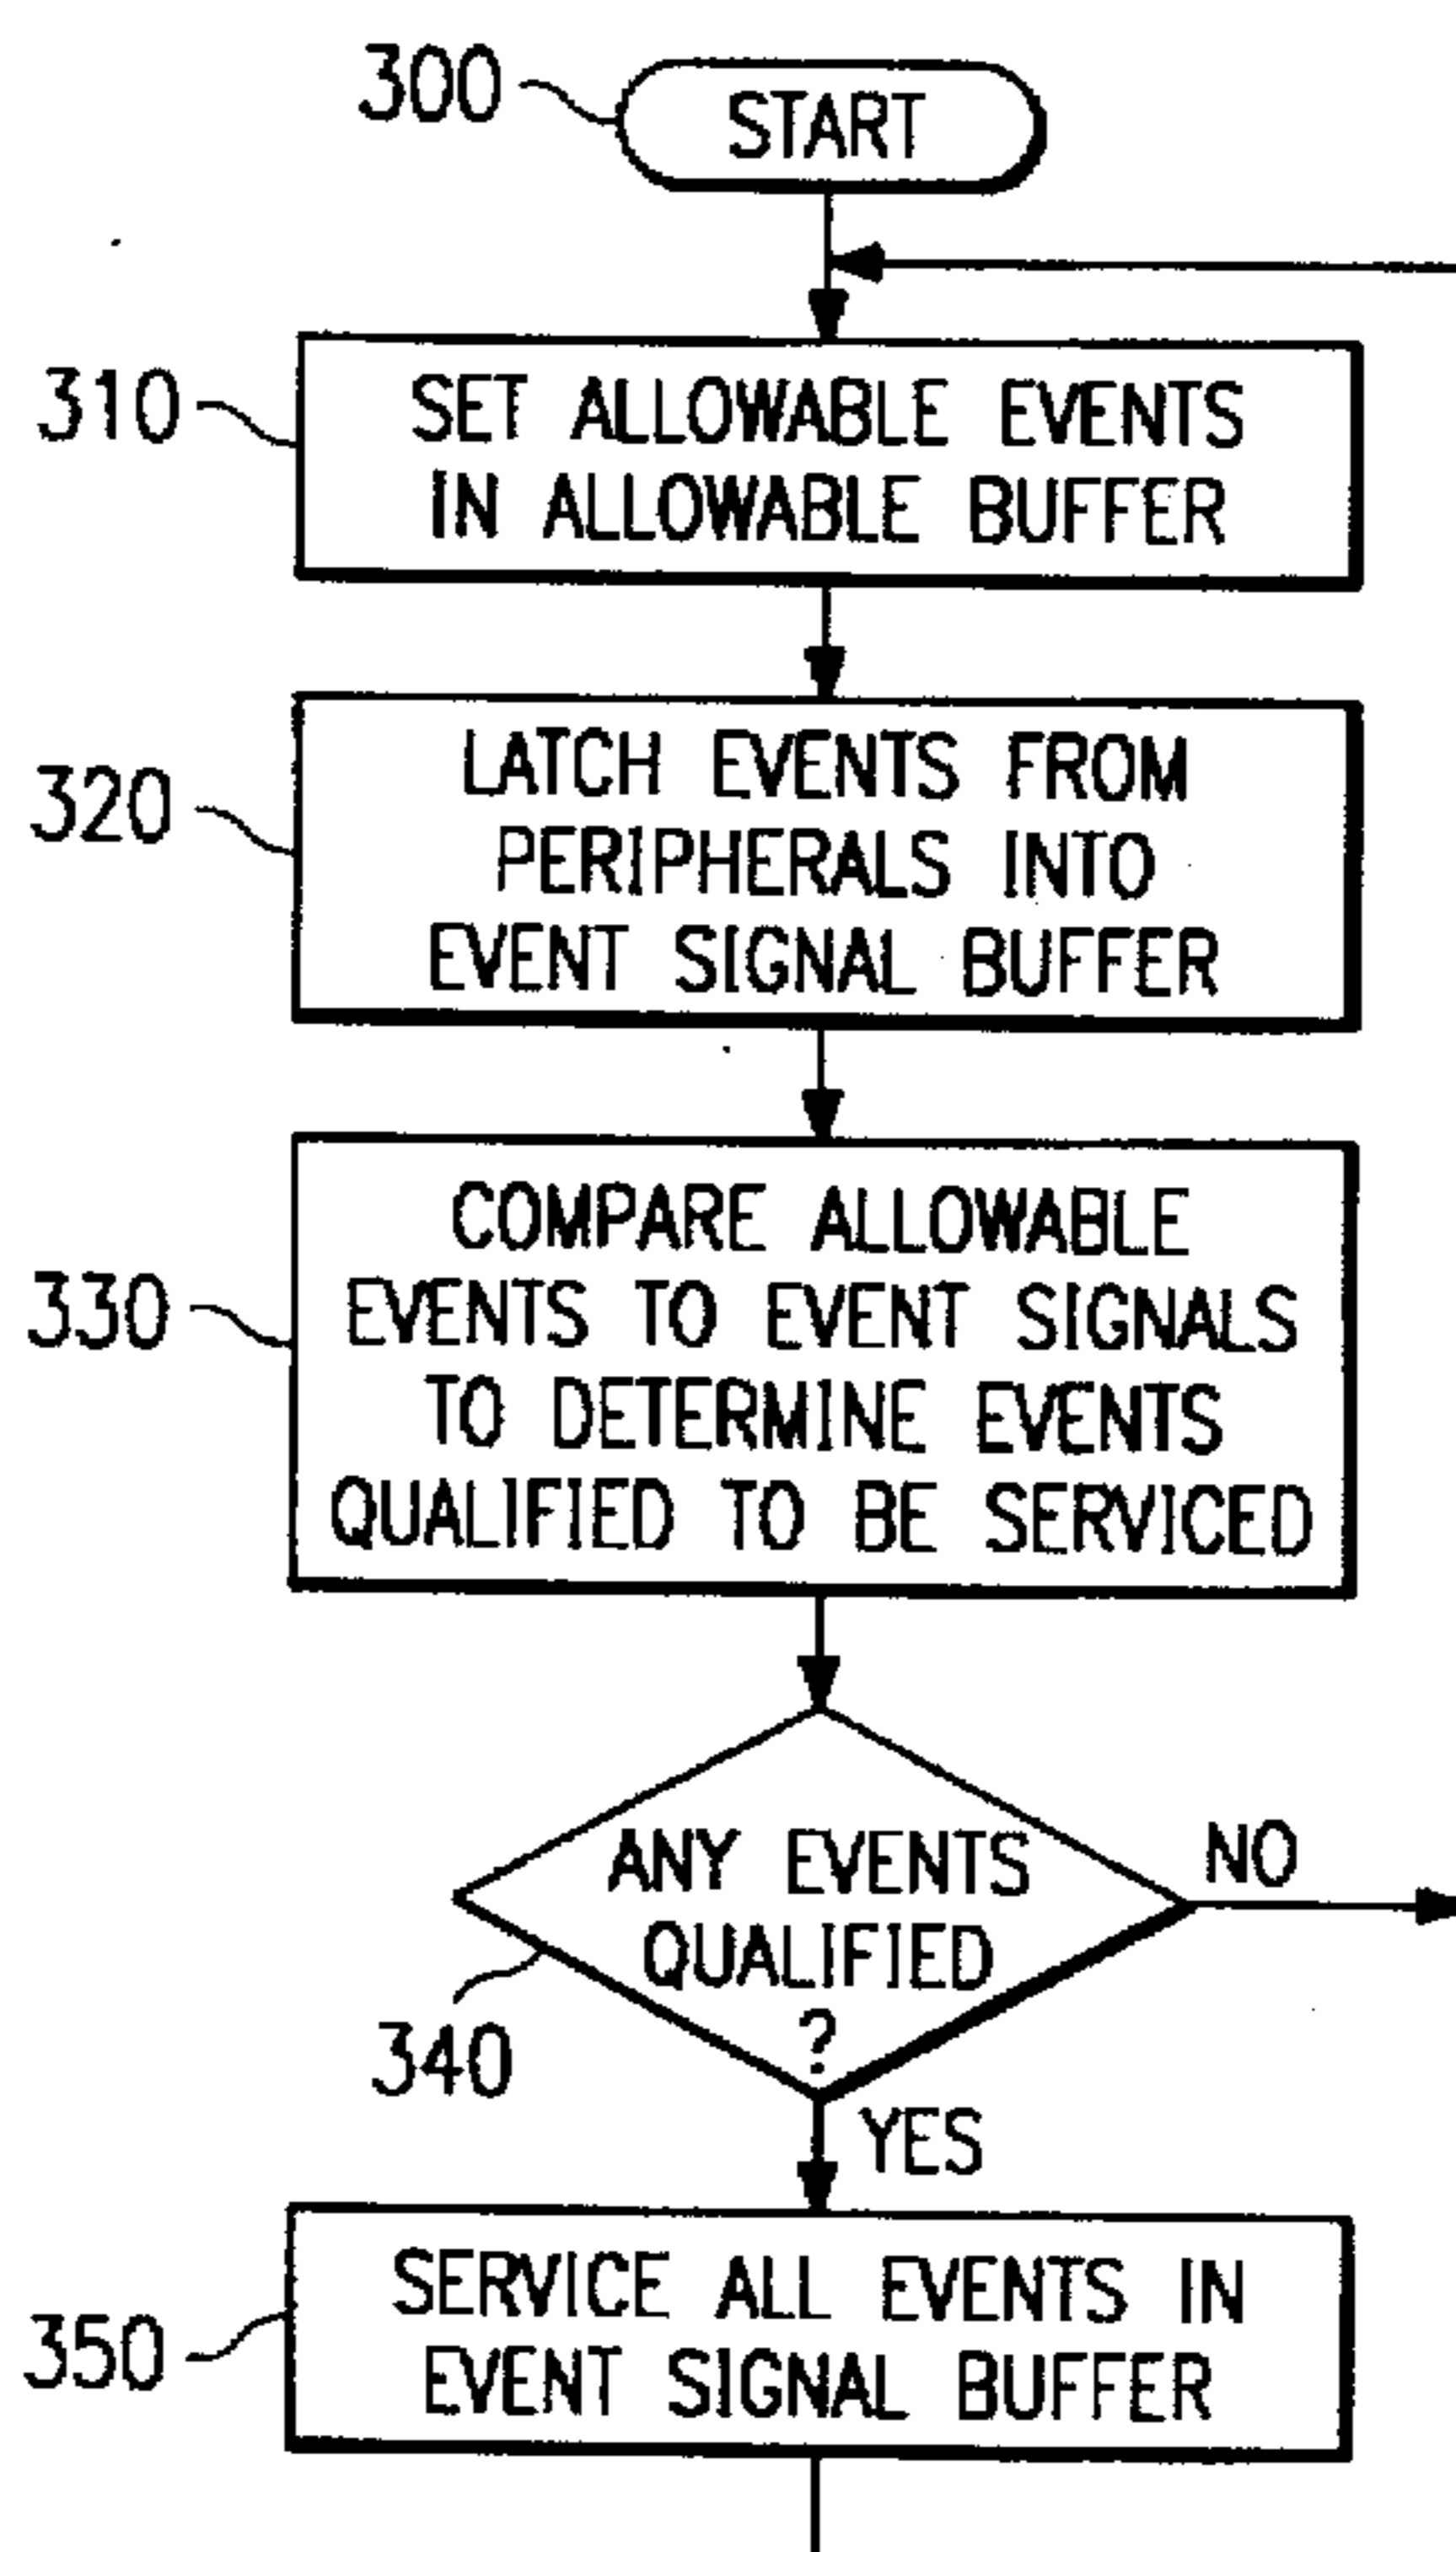 300
START
310
SET ALLOWABLE EVENTS
IN ALLOWABLE BUFFER
320
LATCH EVENTS FROM
PERIPHERALS INTO
EVENT SIGNAL BUFFER
330
COMPARE ALLOWABLE
EVENTS TO EVENT SIGNALS
TO DETERMINE EVENTS
QUALIFIED TO BE SERVICED
ANY EVENTS
QUALIFIED
?
NO
340
YES
350
SERVICE ALL EVENTS IN
EVENT SIGNAL BUFFER